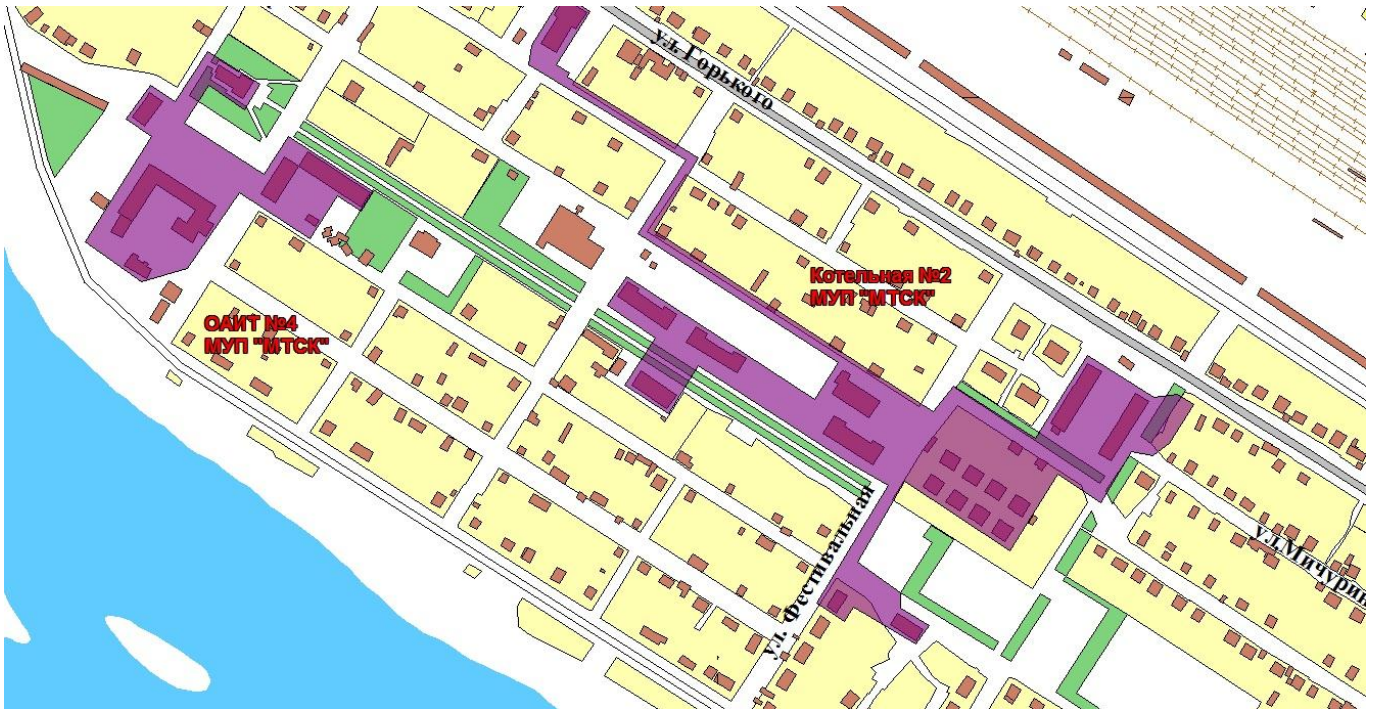 ул. Горького
Котельная №2
МУП "МТСК"
ОАИТ №4
МУП "МТСК"
ул. Фестивальная
ул.Мичурин